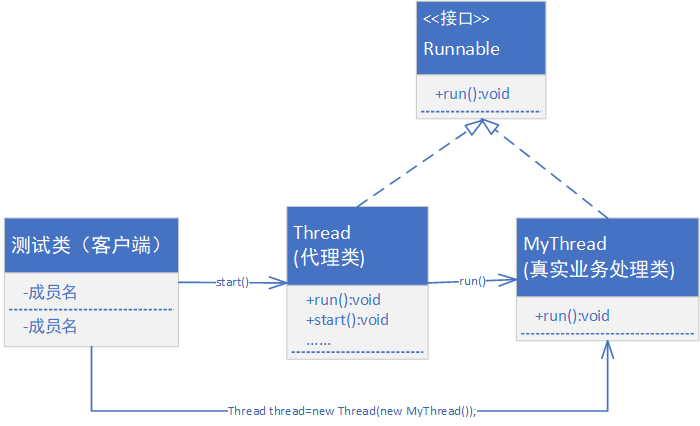 <<接口>>
Runnable
+run():void
测试类（客户端）
-成员名
-成员名
start()
Thread
(代理类)
+run():void
+start():void
……
run()
MyThread
(真实业务处理类)
+run():void
Thread thread=new Thread(new MyThread());